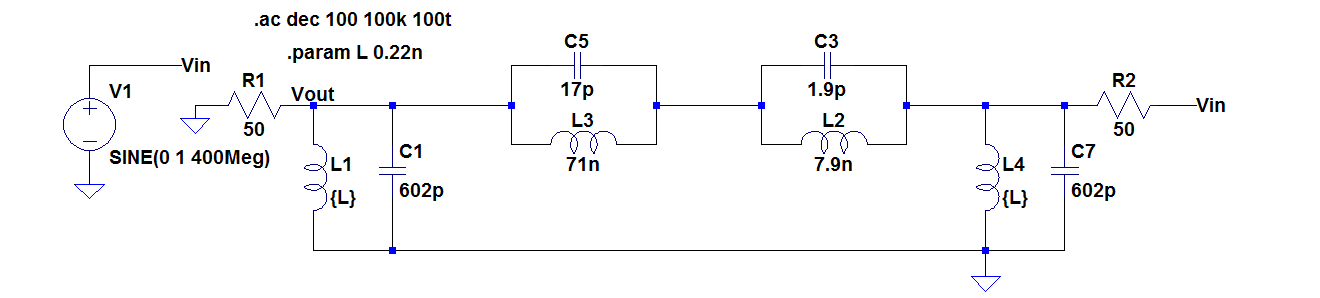 .ac dec 100 100k 100t
.param L 0.22n
V1
SINE(0 1 400Meg)
Vin
R1
50
Vout
L1
{L}
C1
602p
C5
17p
L3
71n
C3
1.9p
L2
7.9n
L4
{L}
C7
602p
R2
50
Vin